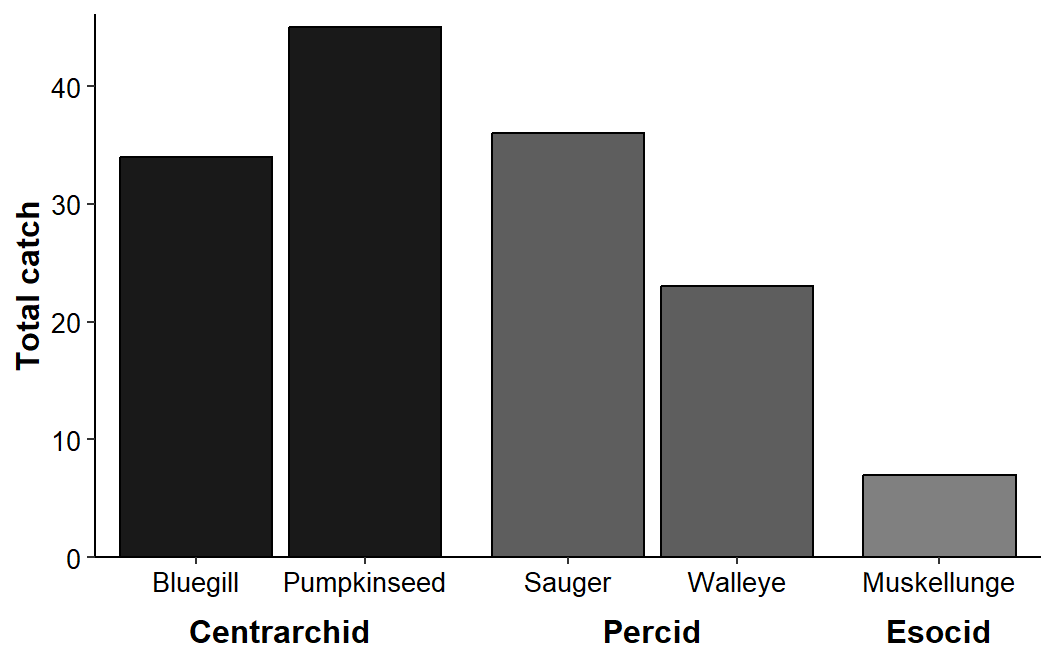 Total catch
40
30
20
10
0
Bluegill Pumpkinseed Sauger Walleye Muskellunge
Centrarchid Percid Esocid